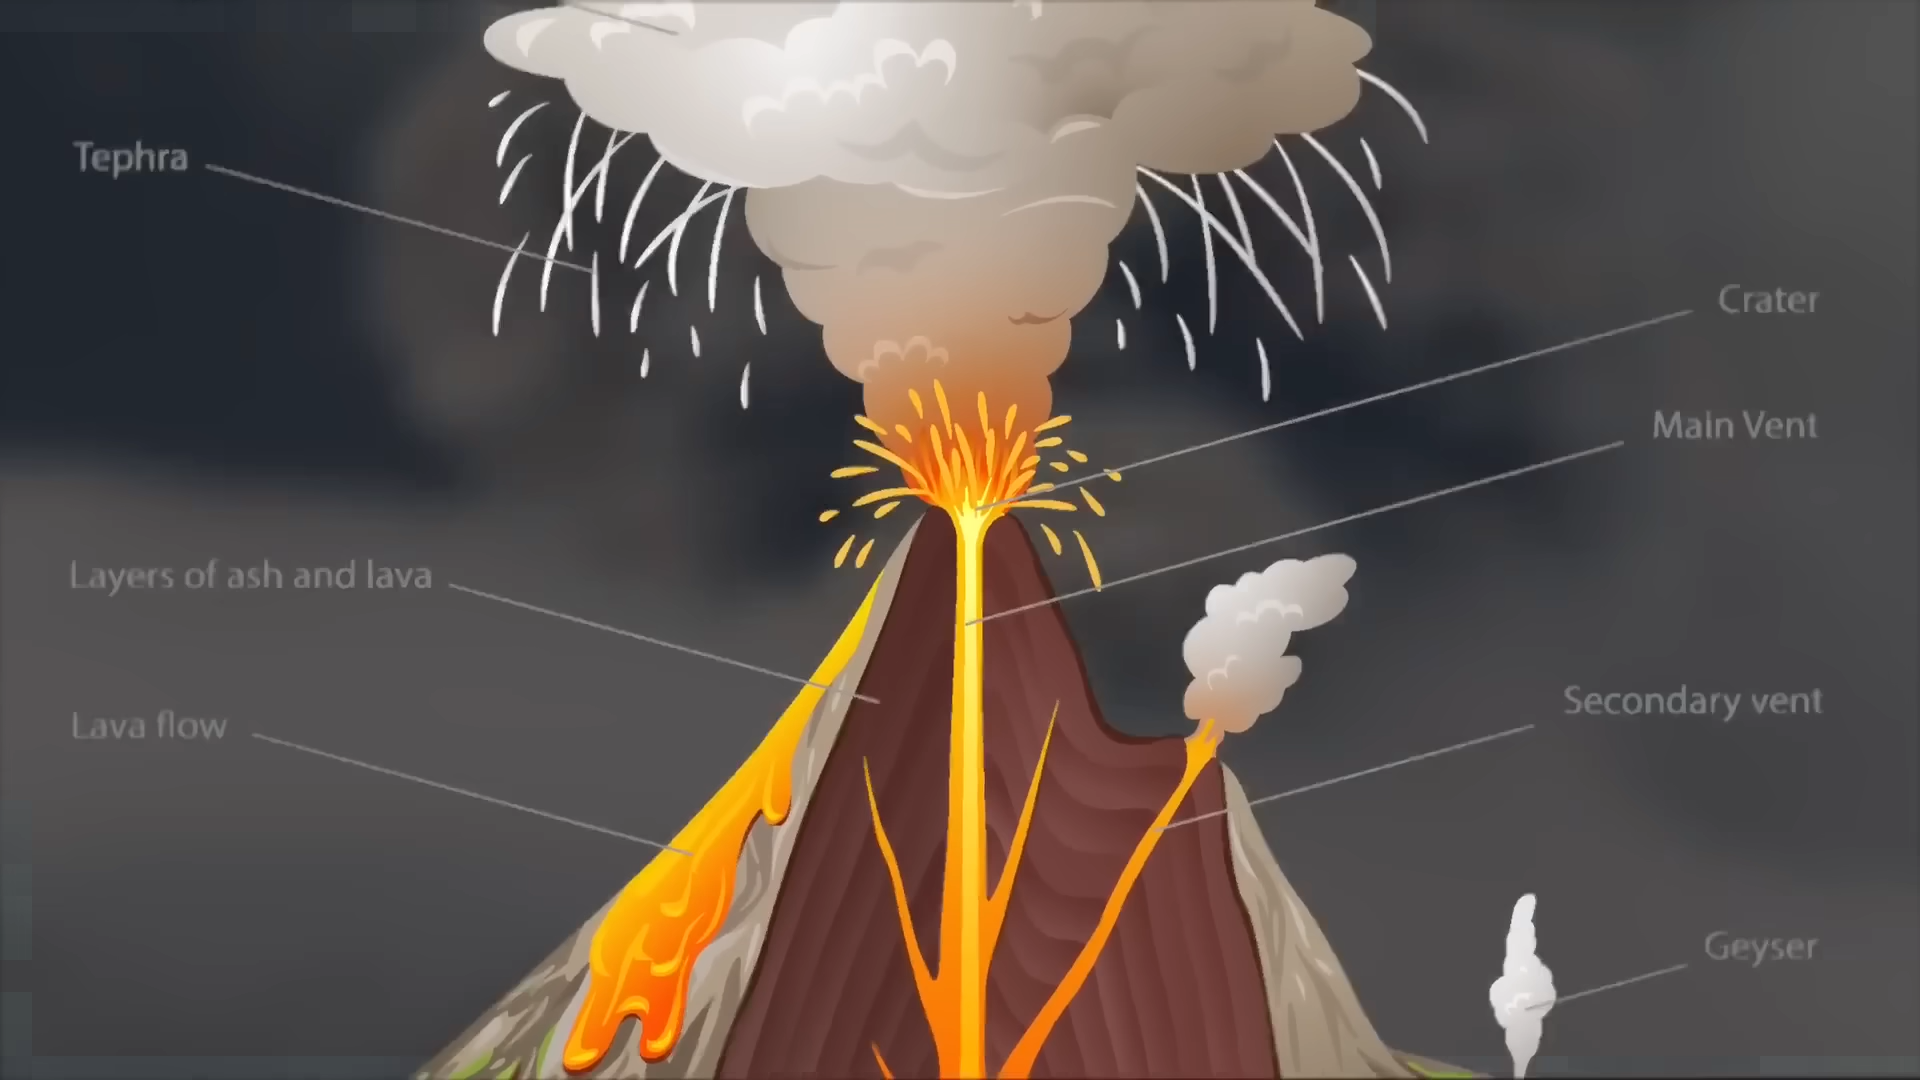 Tephra
Crater
Main Vent
Layers of ash and lava
Secondary vent
Lava flow
Geyser